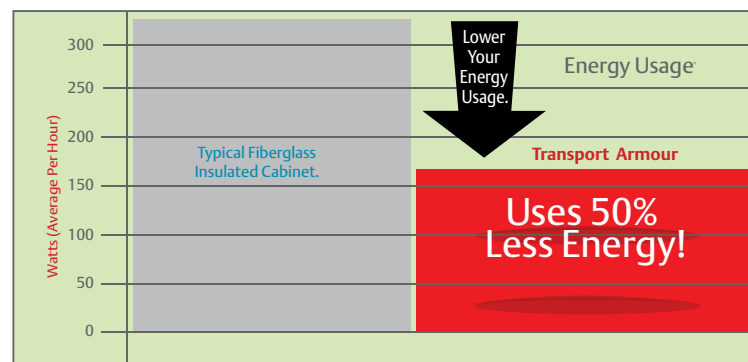 Lower
Your
Energy
Usage.
Energy Usage
300
250
200
150
100
50
0
Watts (Average Per Hour)
Typical Fiberglass
Insulated Cabinet.
Transport Armour
Uses 50%
Less Energy!